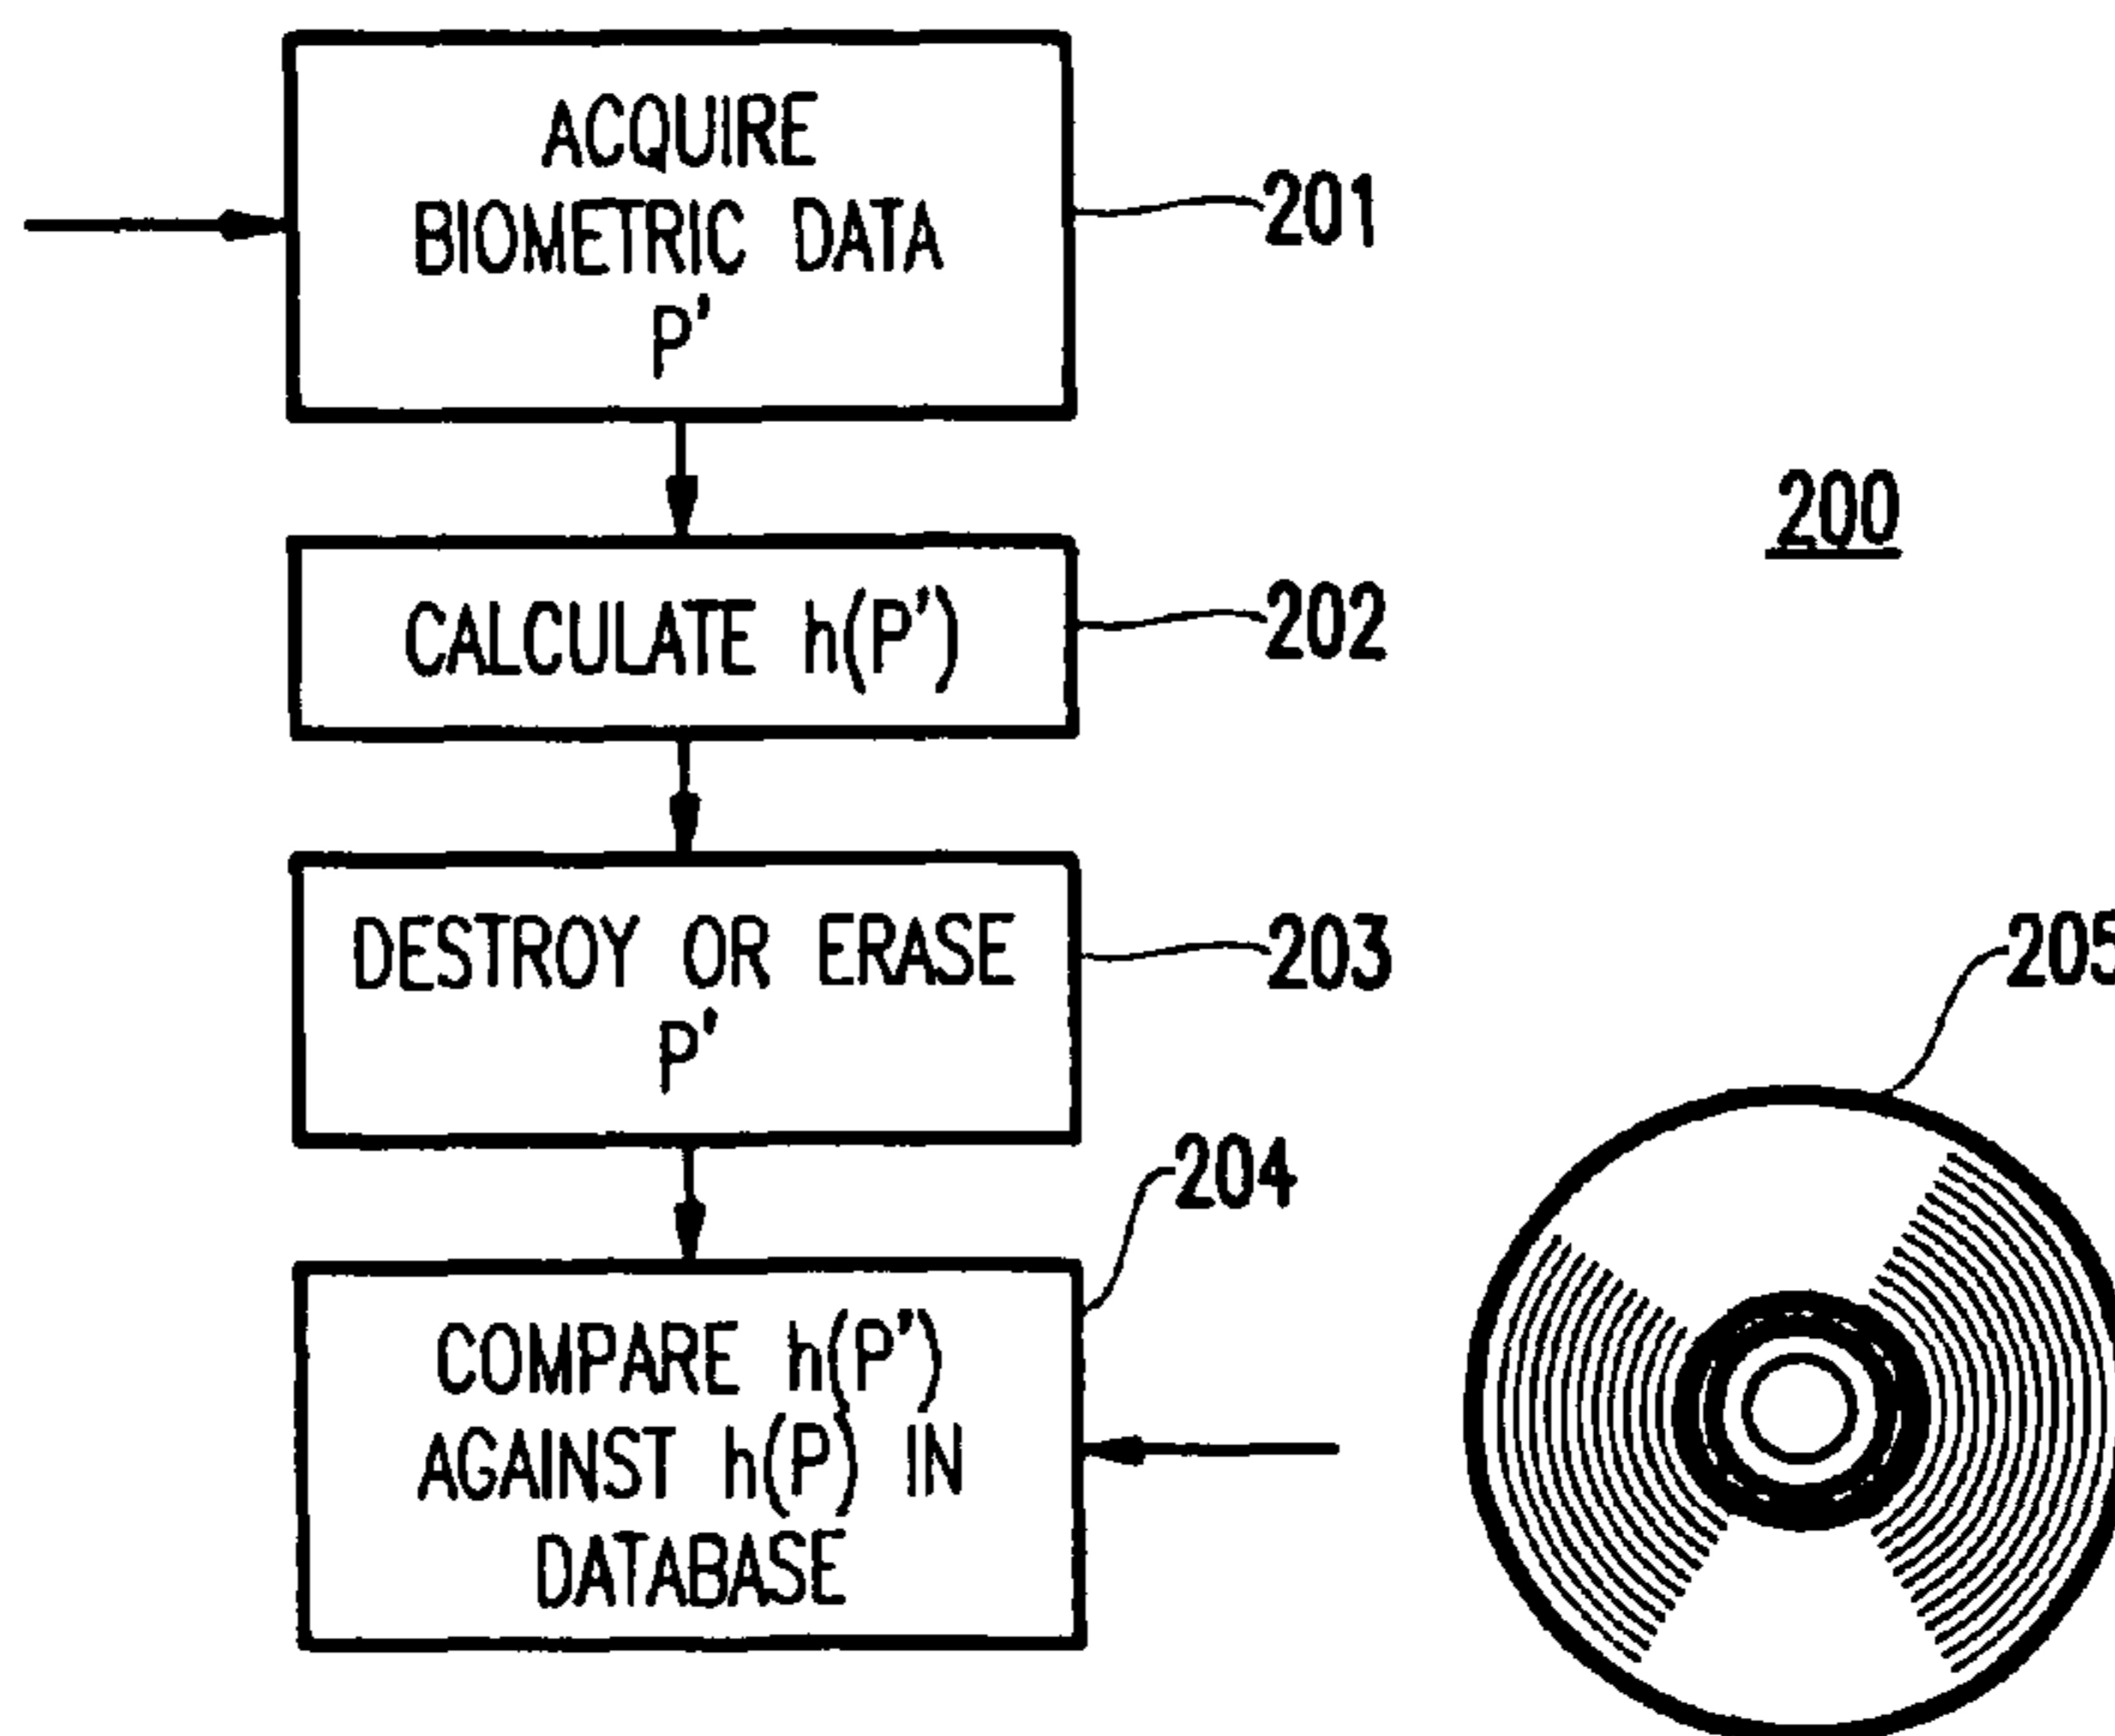 ACQUIRE
BIOMETRIC DATA
P'
201
200
CALCULATE h(P')
202
DESTROY OR ERASE
P'
203
205
204
COMPARE h(P')
AGAINST h(P) IN
DATABASE